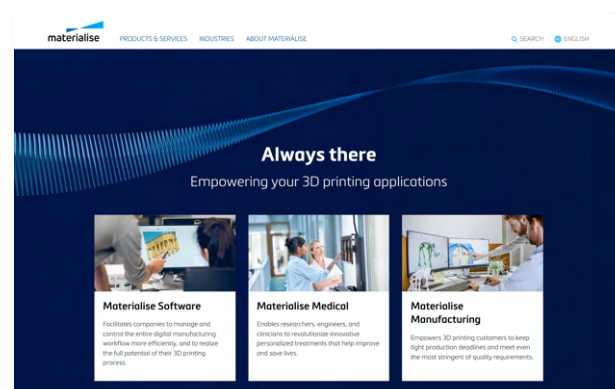 materialise
PRODUCTS & SERVICES INDUSTRIES ABOUT MATERIALISE SEARCH ENGLISH
Always there
Empowering your 3D printing applications
Materialise Software
Facilitates companies to manage and
control the entire digital manufacturing
workflow more efficiently, and to realize
the full potential of their 3D printing
process.
Materialise Medical
Enables researchers, engineers, and
clinicians to revolutionize innovative
personalized treatments that help improve
and save lives.
Materialise
Manufacturing
Empowers 3D printing customers to keep
tight production deadlines and meet even
the most stringent of quality requirements.